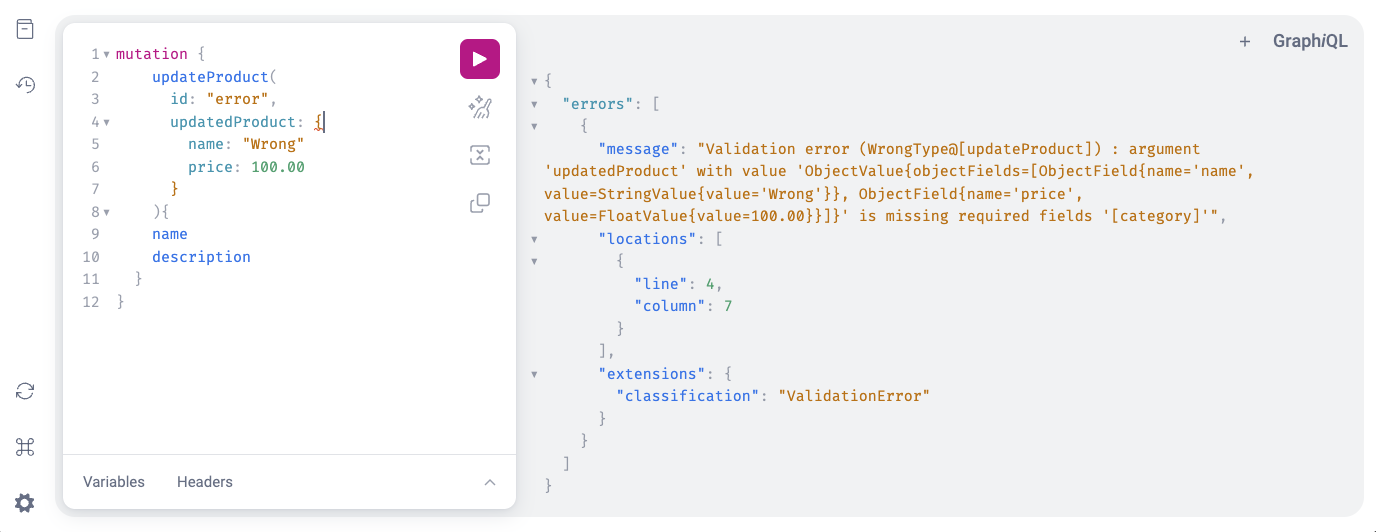 1 mutation {
2 updateProduct(
3 id: "error",
4 updatedProduct: {
5 name: "Wrong"
6 price: 100.00
7 }
8 ){
9 name
10 description
11 }
12 }
Variables Headers
+ GraphiQL
{
"errors": [
{
"message": "Validation error (WrongType@[updateProduct]) : argument
'updatedProduct' with value 'ObjectValue{objectFields=[ObjectField{name='name',
value=StringValue{value='Wrong'}}, ObjectField{name='price',
value=FloatValue{value=100.00}}]}' is missing required fields '[category]'",
"locations": [
{
"line": 4,
"column": 7
}
],
"extensions": {
"classification": "ValidationError"
}
}
]
}